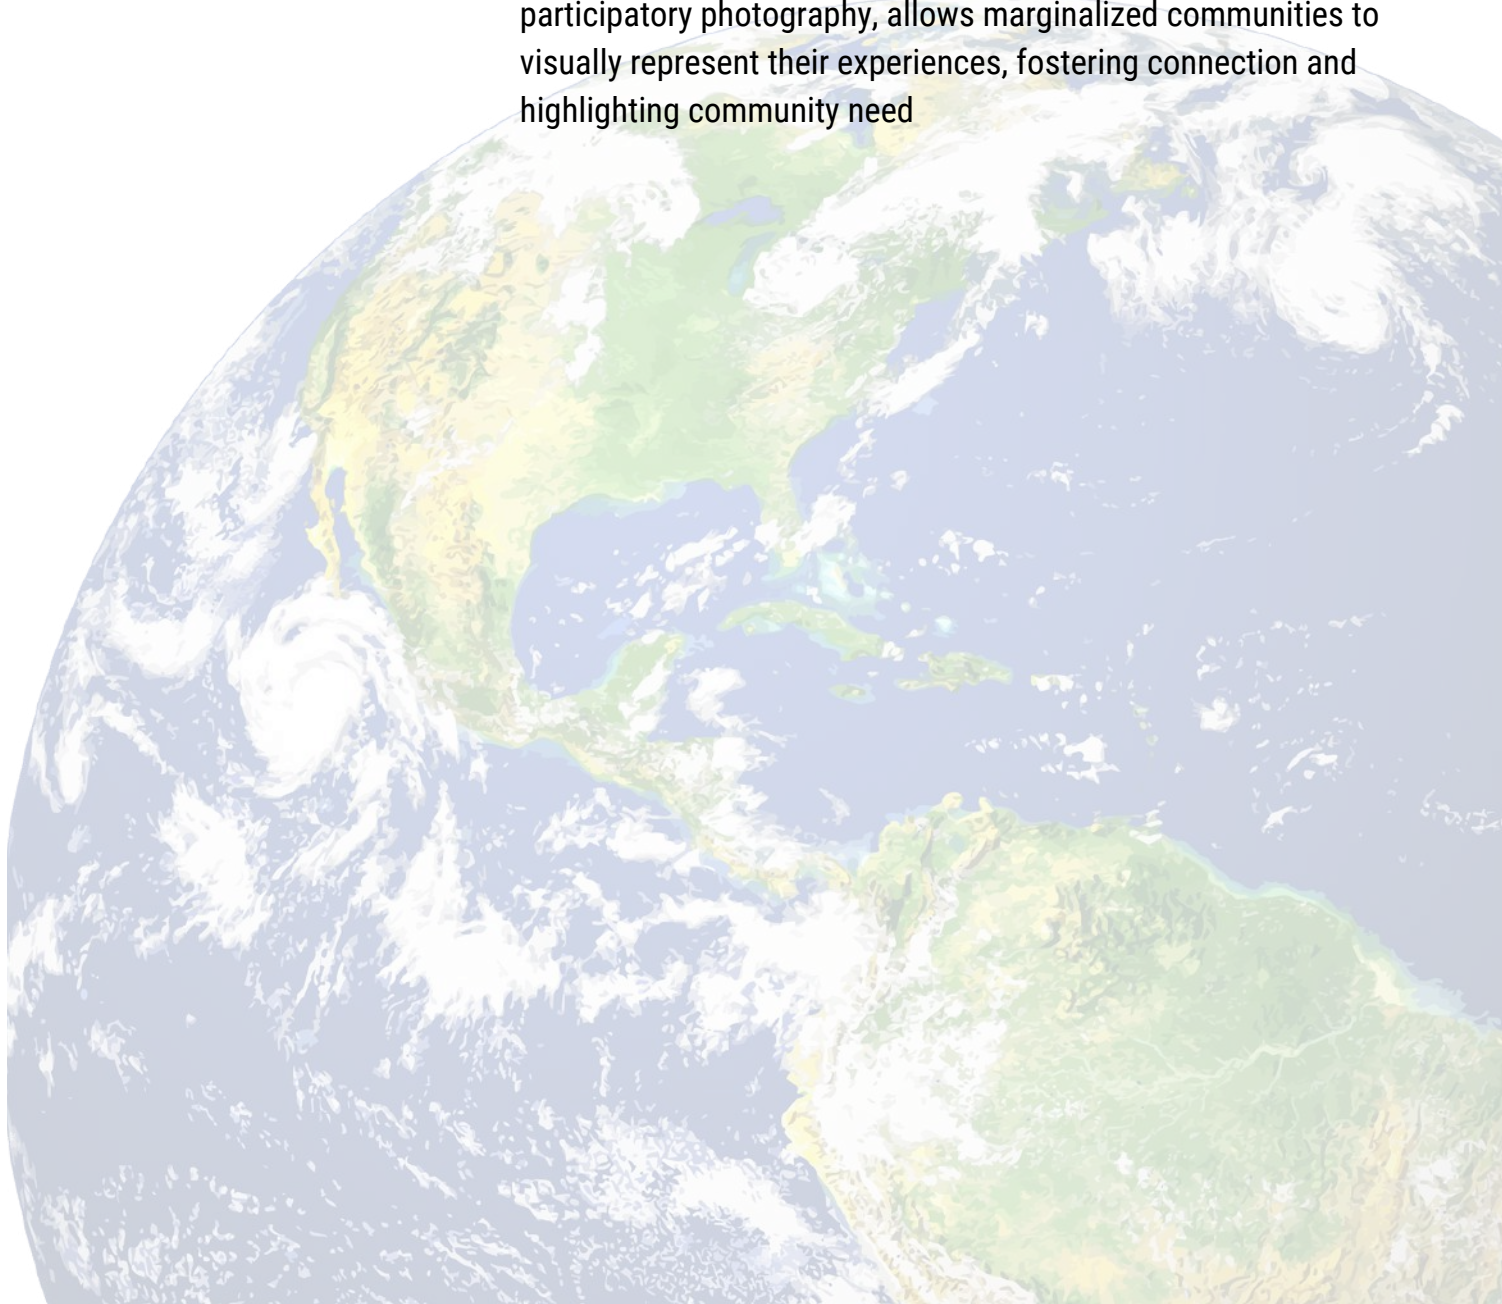 participatory photography, allows marginalized communities to
visually represent their experiences, fostering connection and
highlighting community need